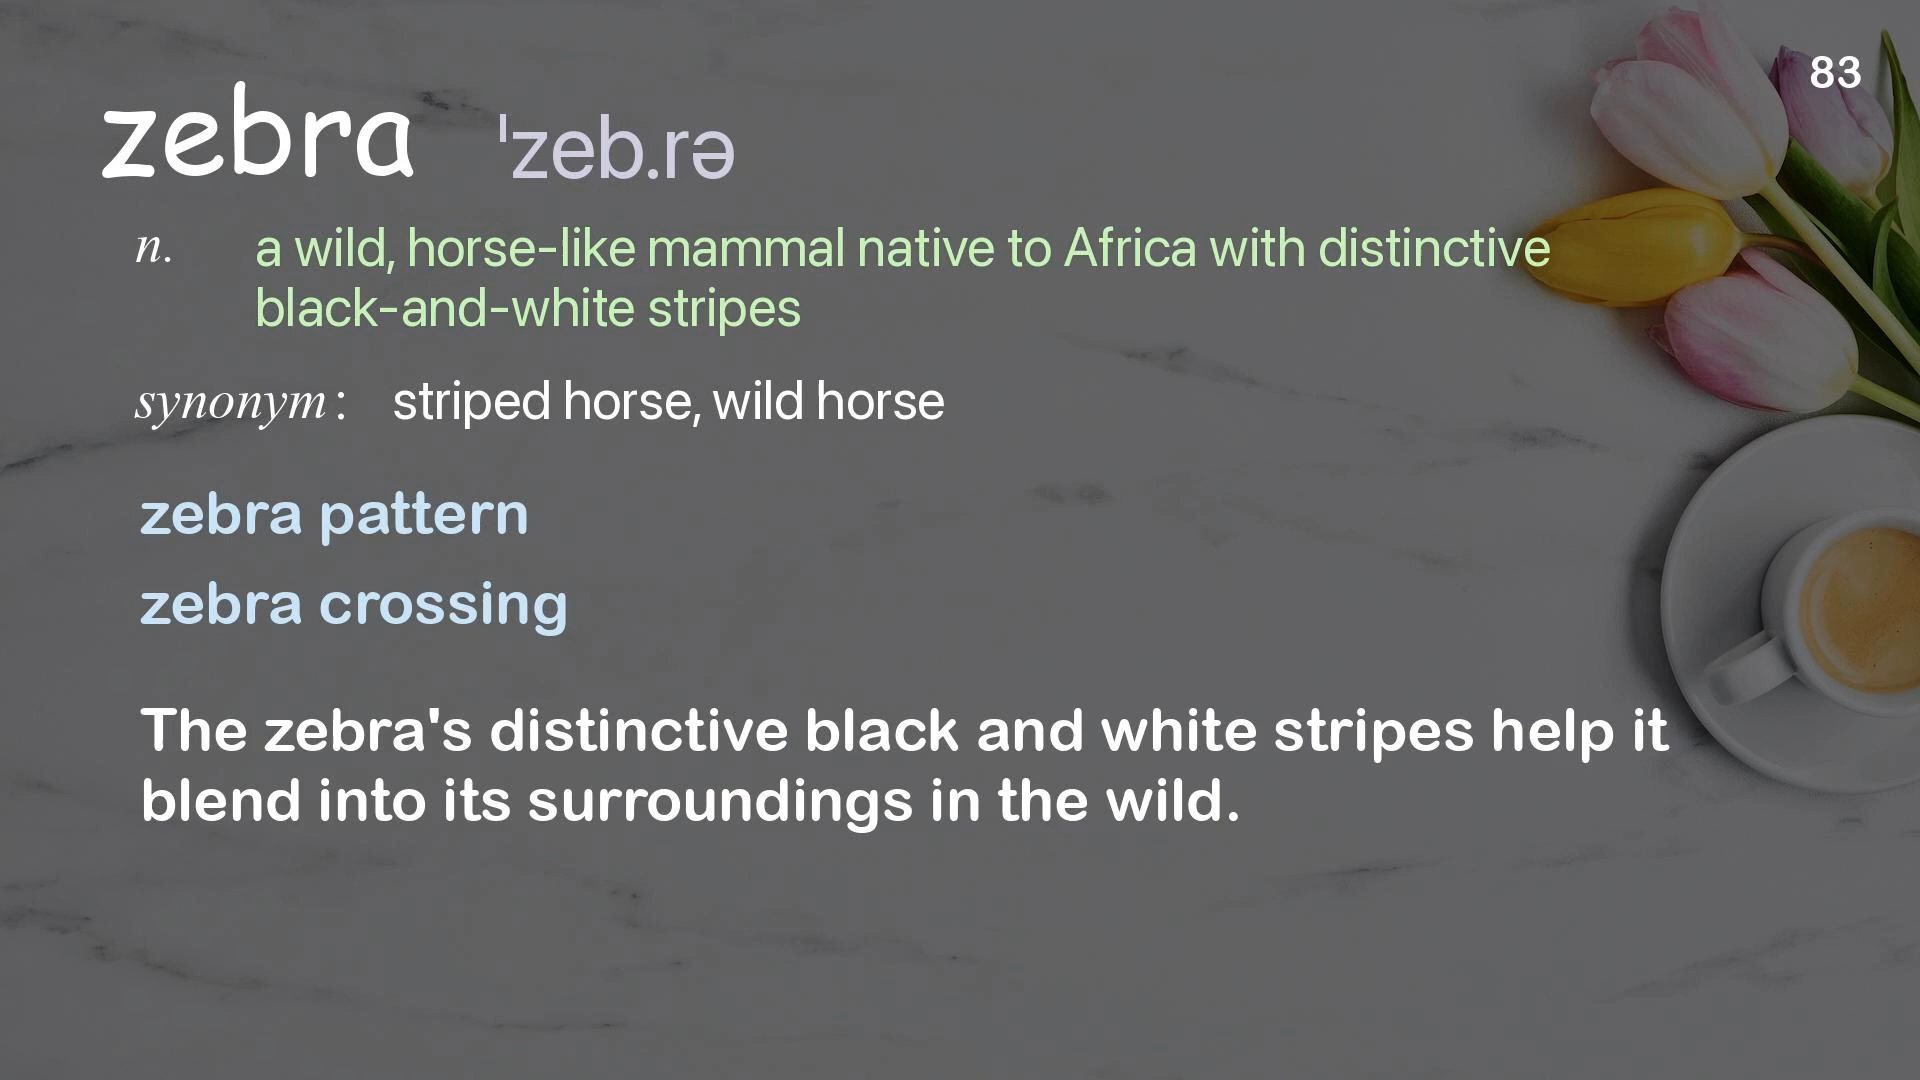 83
zebra ˈzeb.rə
n. a wild, horse-like mammal native to Africa with distinctive
black-and-white stripes
synonym: striped horse, wild horse
zebra pattern
zebra crossing
The zebra's distinctive black and white stripes help it
blend into its surroundings in the wild.